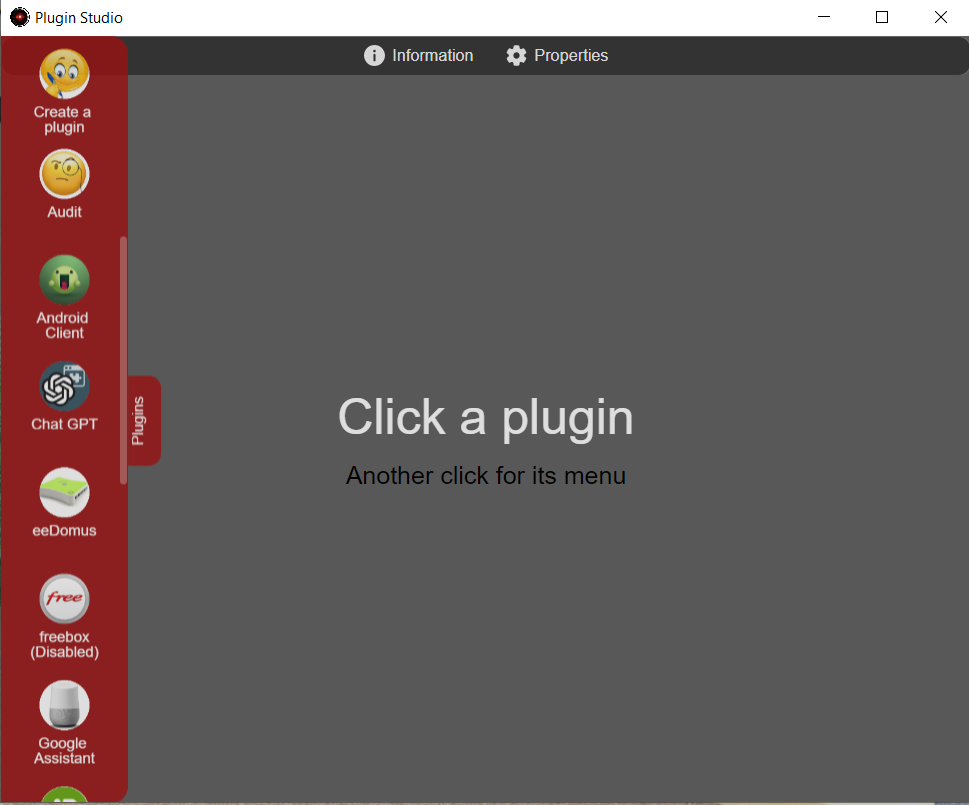 Plugin Studio
Information
Properties
Create a
plugin
Audit
Android
Client
Chat GPT
eeDomus
free
freebox
(Disabled)
Google
Assistant
Plugins
Click a plugin
Another click for its menu